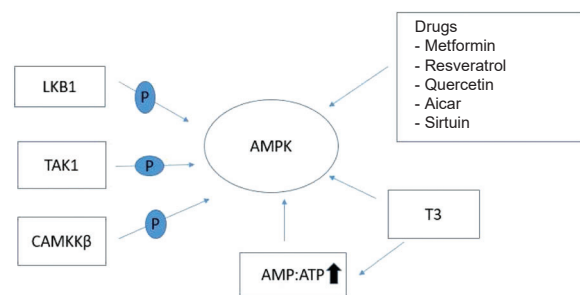 Drugs
- Metformin
- Resveratrol
- Quercetin
- Aicar
- Sirtuin
LKB1
P
AMPK
TAK1
P
CAMKKβ
P
T3
AMP:ATP